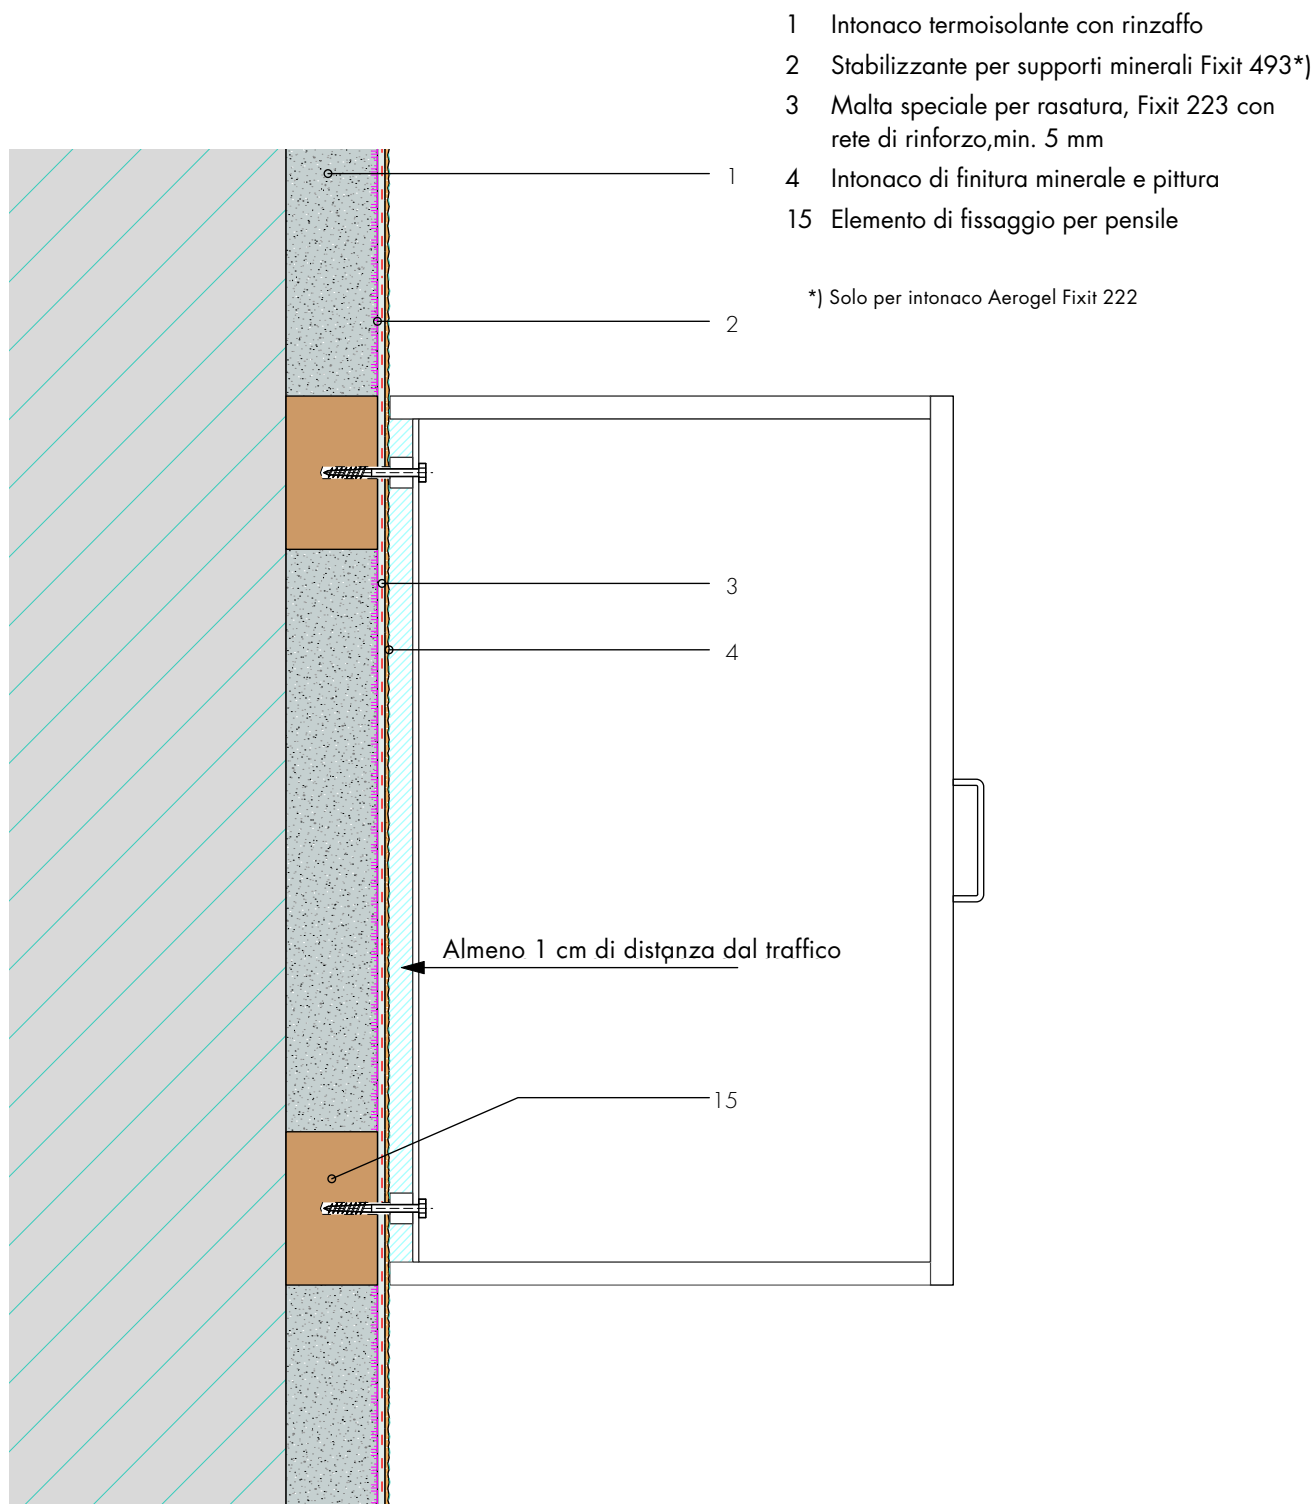 1 Intonaco termoisolante con rinzaffo
2 Stabilizzante per supporti minerali Fixit 493*)
3 Malta speciale per rasatura, Fixit 223 con
rete di rinforzo,min. 5 mm
4 Intonaco di finitura minerale e pittura
15 Elemento di fissaggio per pensile
*) Solo per intonaco Aerogel Fixit 222
1
2
3
4
Almeno 1 cm di distanza dal traffico
15